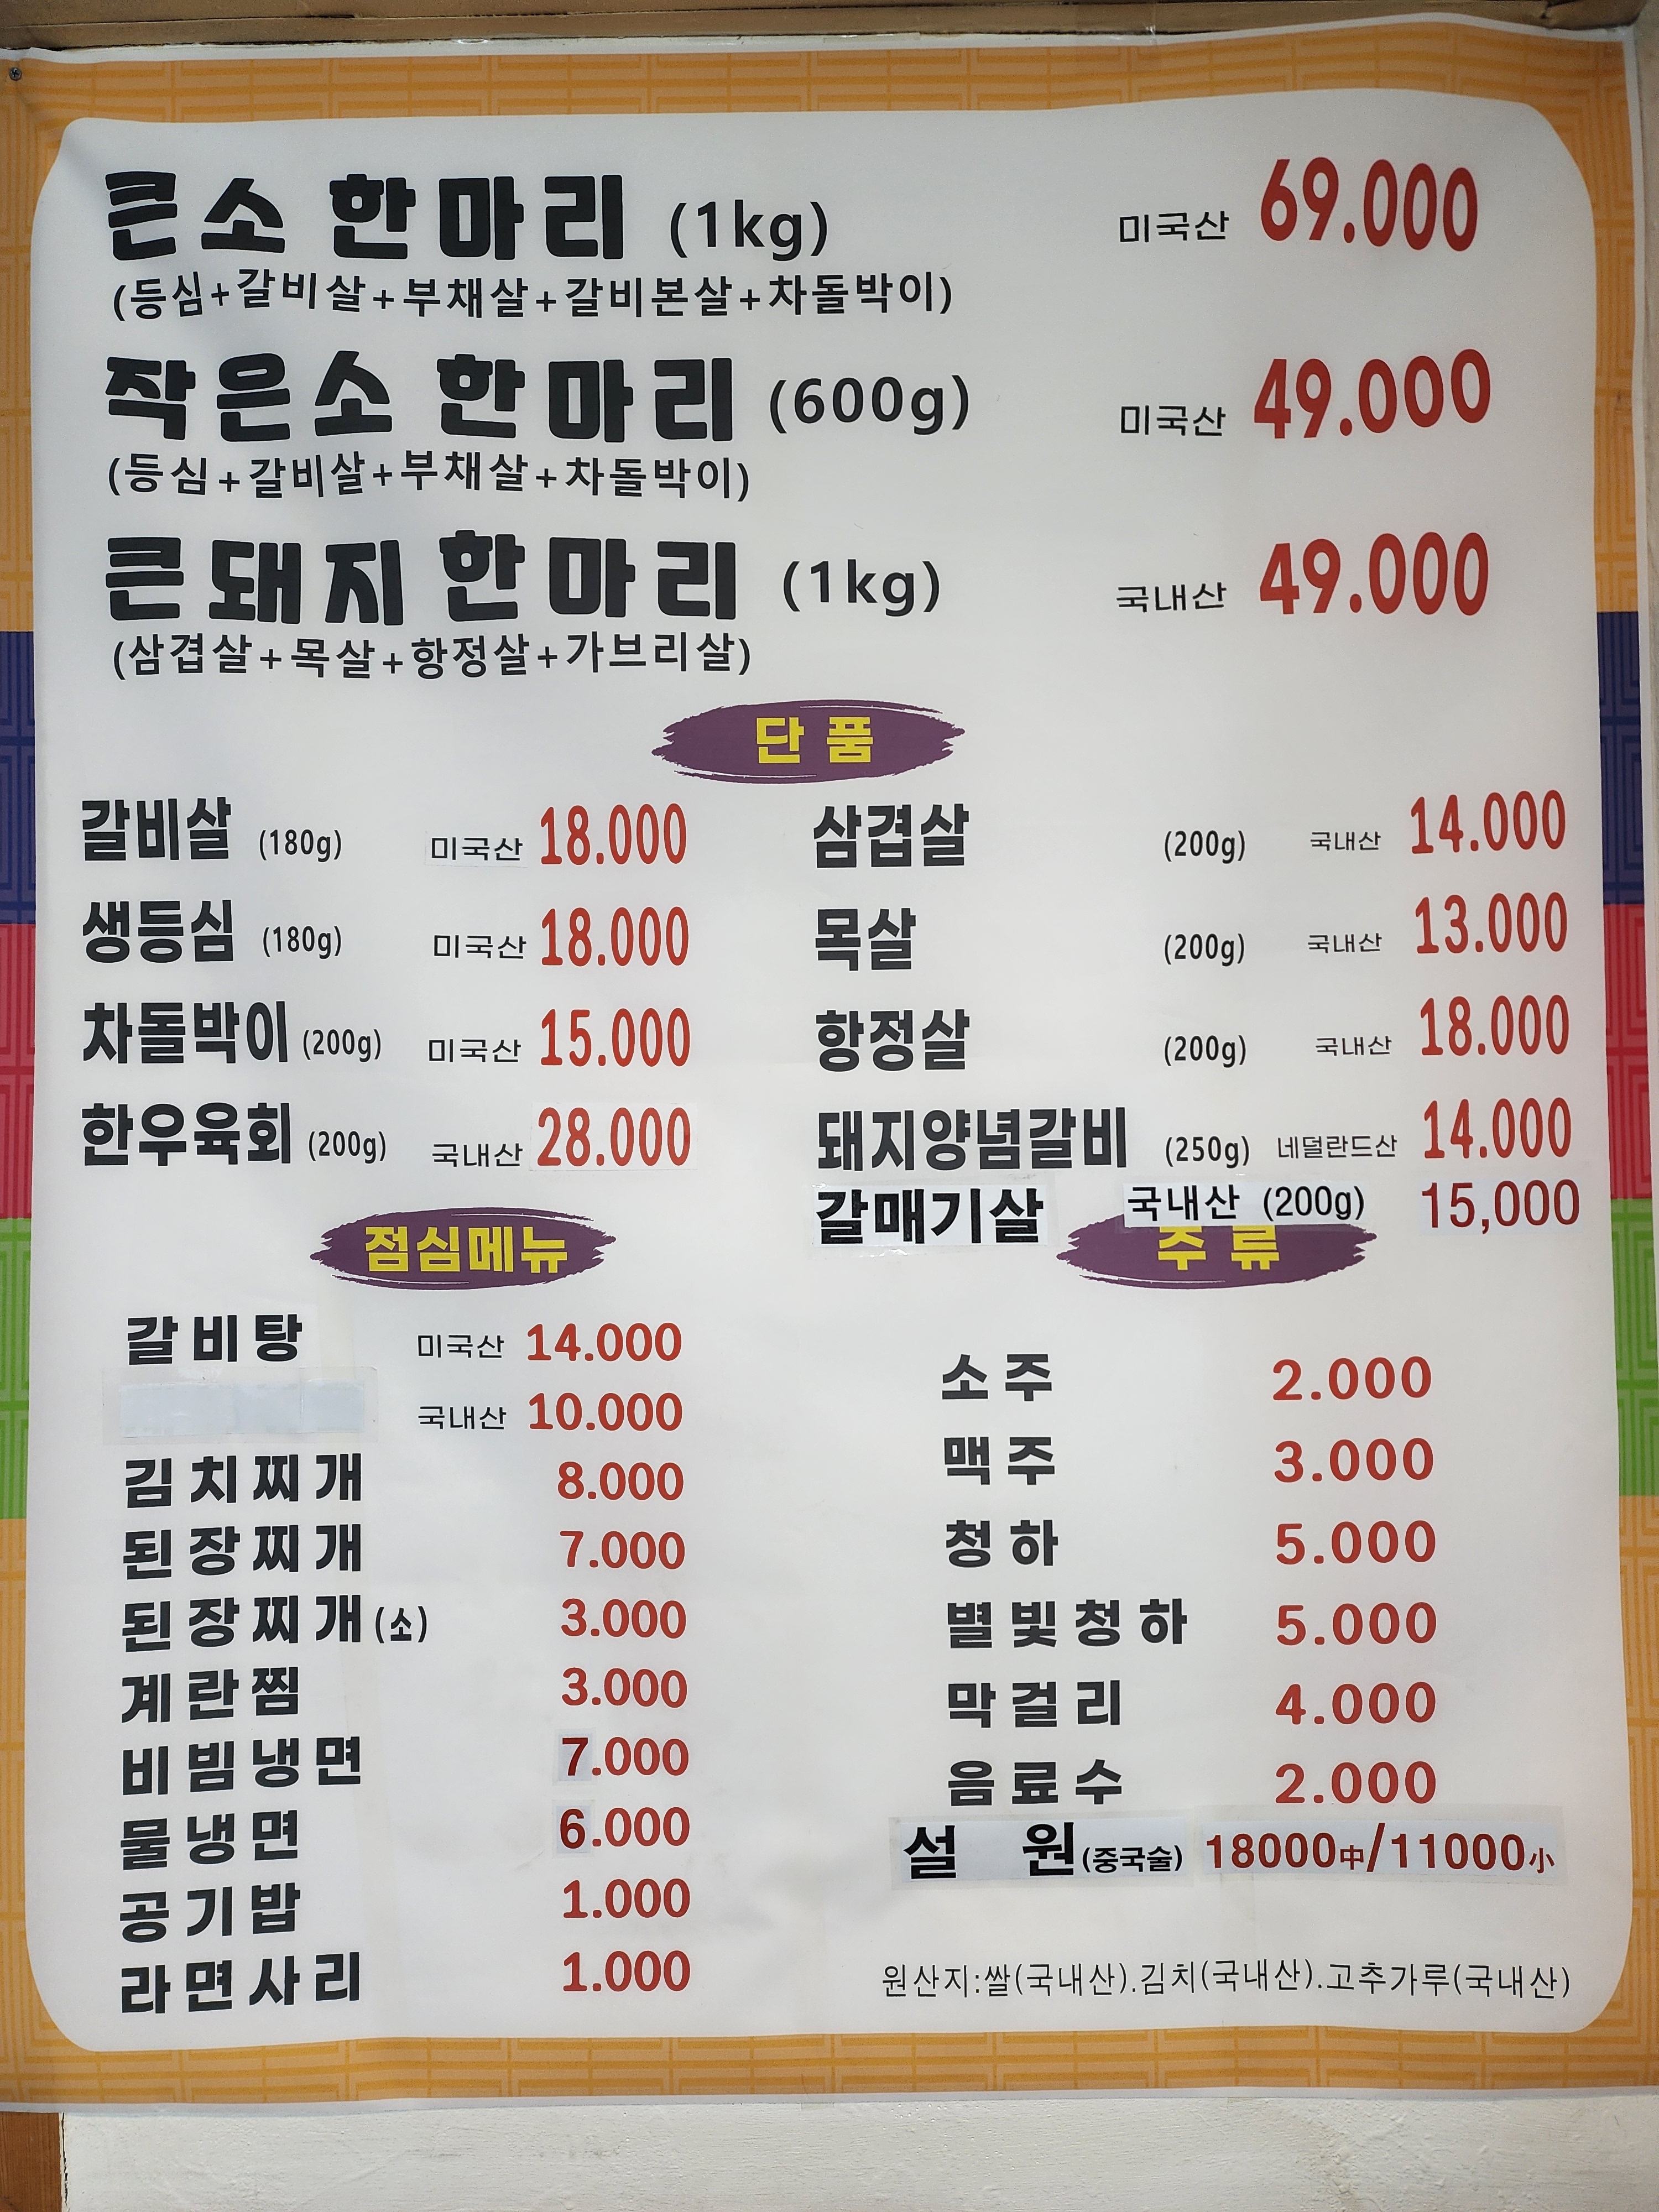 큰소 한마리 (1kg) 미국산 69.000
(등심+갈비살+부채살+갈비본살+차돌박이)
작은소 한마리 (600g) 미국산 49.000
(등심+갈비살+부채살+차돌박이)
큰돼지 한마리 (1kg) 국내산 49.000
(삼겹살+목살+항정살+가브리살)
단 품
갈비살 (180g) 미국산 18.000
생등심 (180g) 미국산 18.000
차돌박이 (200g) 미국산 15.000
한우육회 (200g) 국내산 28.000
삼겹살 (200g) 국내산 14.000
목살 (200g) 국내산 13.000
항정살 (200g) 국내산 18.000
돼지양념갈비 (250g) 네덜란드산 14.000
갈매기살 국내산 (200g) 15,000
점심메뉴
갈비탕 미국산 14.000
국내산 10.000
김치찌개 8.000
된장찌개 7.000
된장찌개(소) 3.000
계란찜 3.000
비빔냉면 7.000
물냉면 6.000
공기밥 1.000
라면사리 1.000
주 류
소주 2.000
맥주 3.000
청하 5.000
별빛청하 5.000
막걸리 4.000
음료수 2.000
설 원(중국술) 18000中/11000小
원산지:쌀(국내산).김치(국내산).고추가루(국내산)